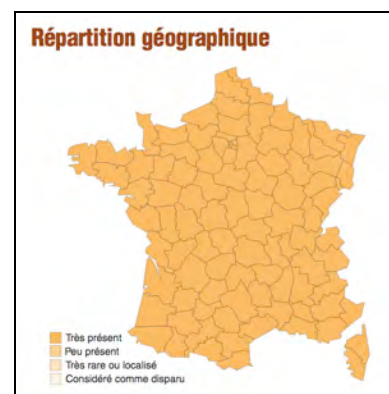 Répartition géographique
Très présent
Peu présent
Très rare ou localisé
Considéré comme disparu